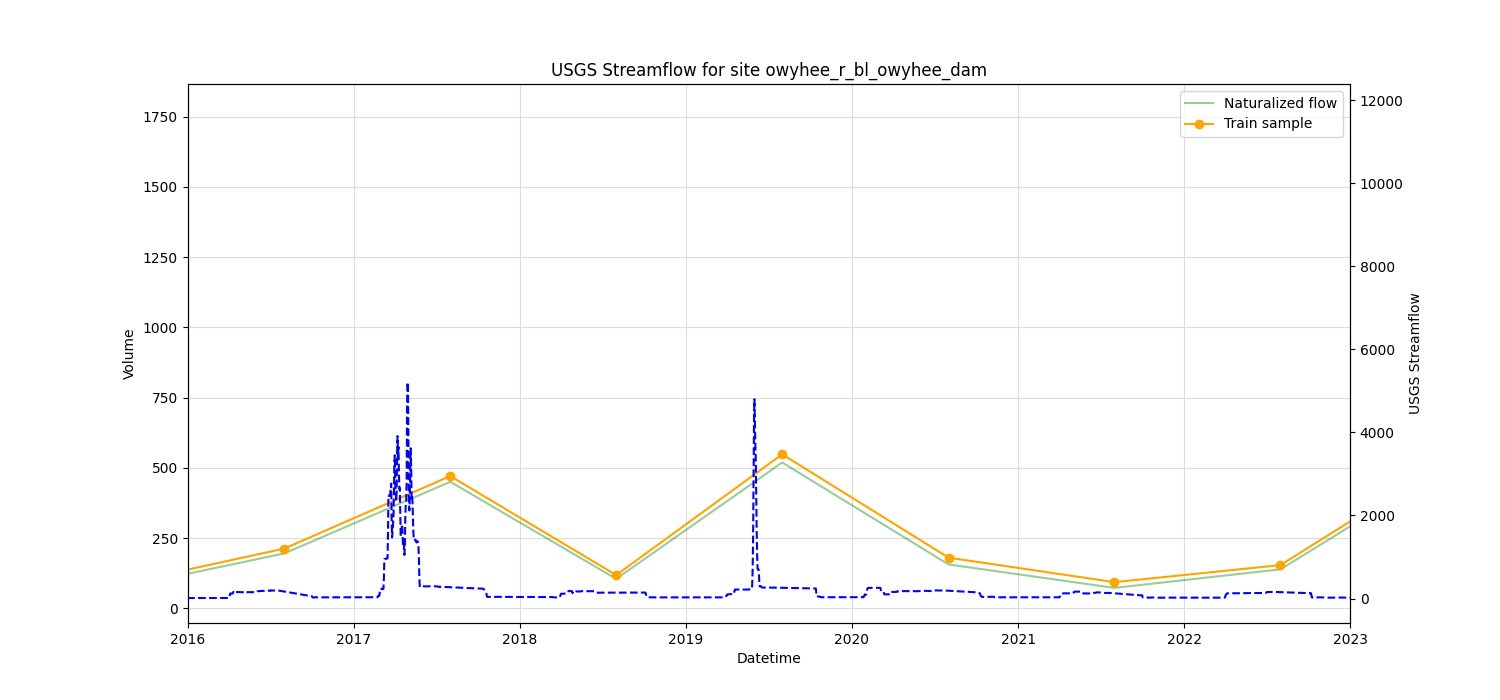 USGS Streamflow for site owyhee_r_bl_owyhee_dam
Naturalized flow
Train sample
Volume
1750
1500
1250
1000
750
500
250
0
12000
10000
8000
6000
4000
2000
0
USGS Streamflow
2016 2017 2018 2019 2020 2021 2022 2023
Datetime